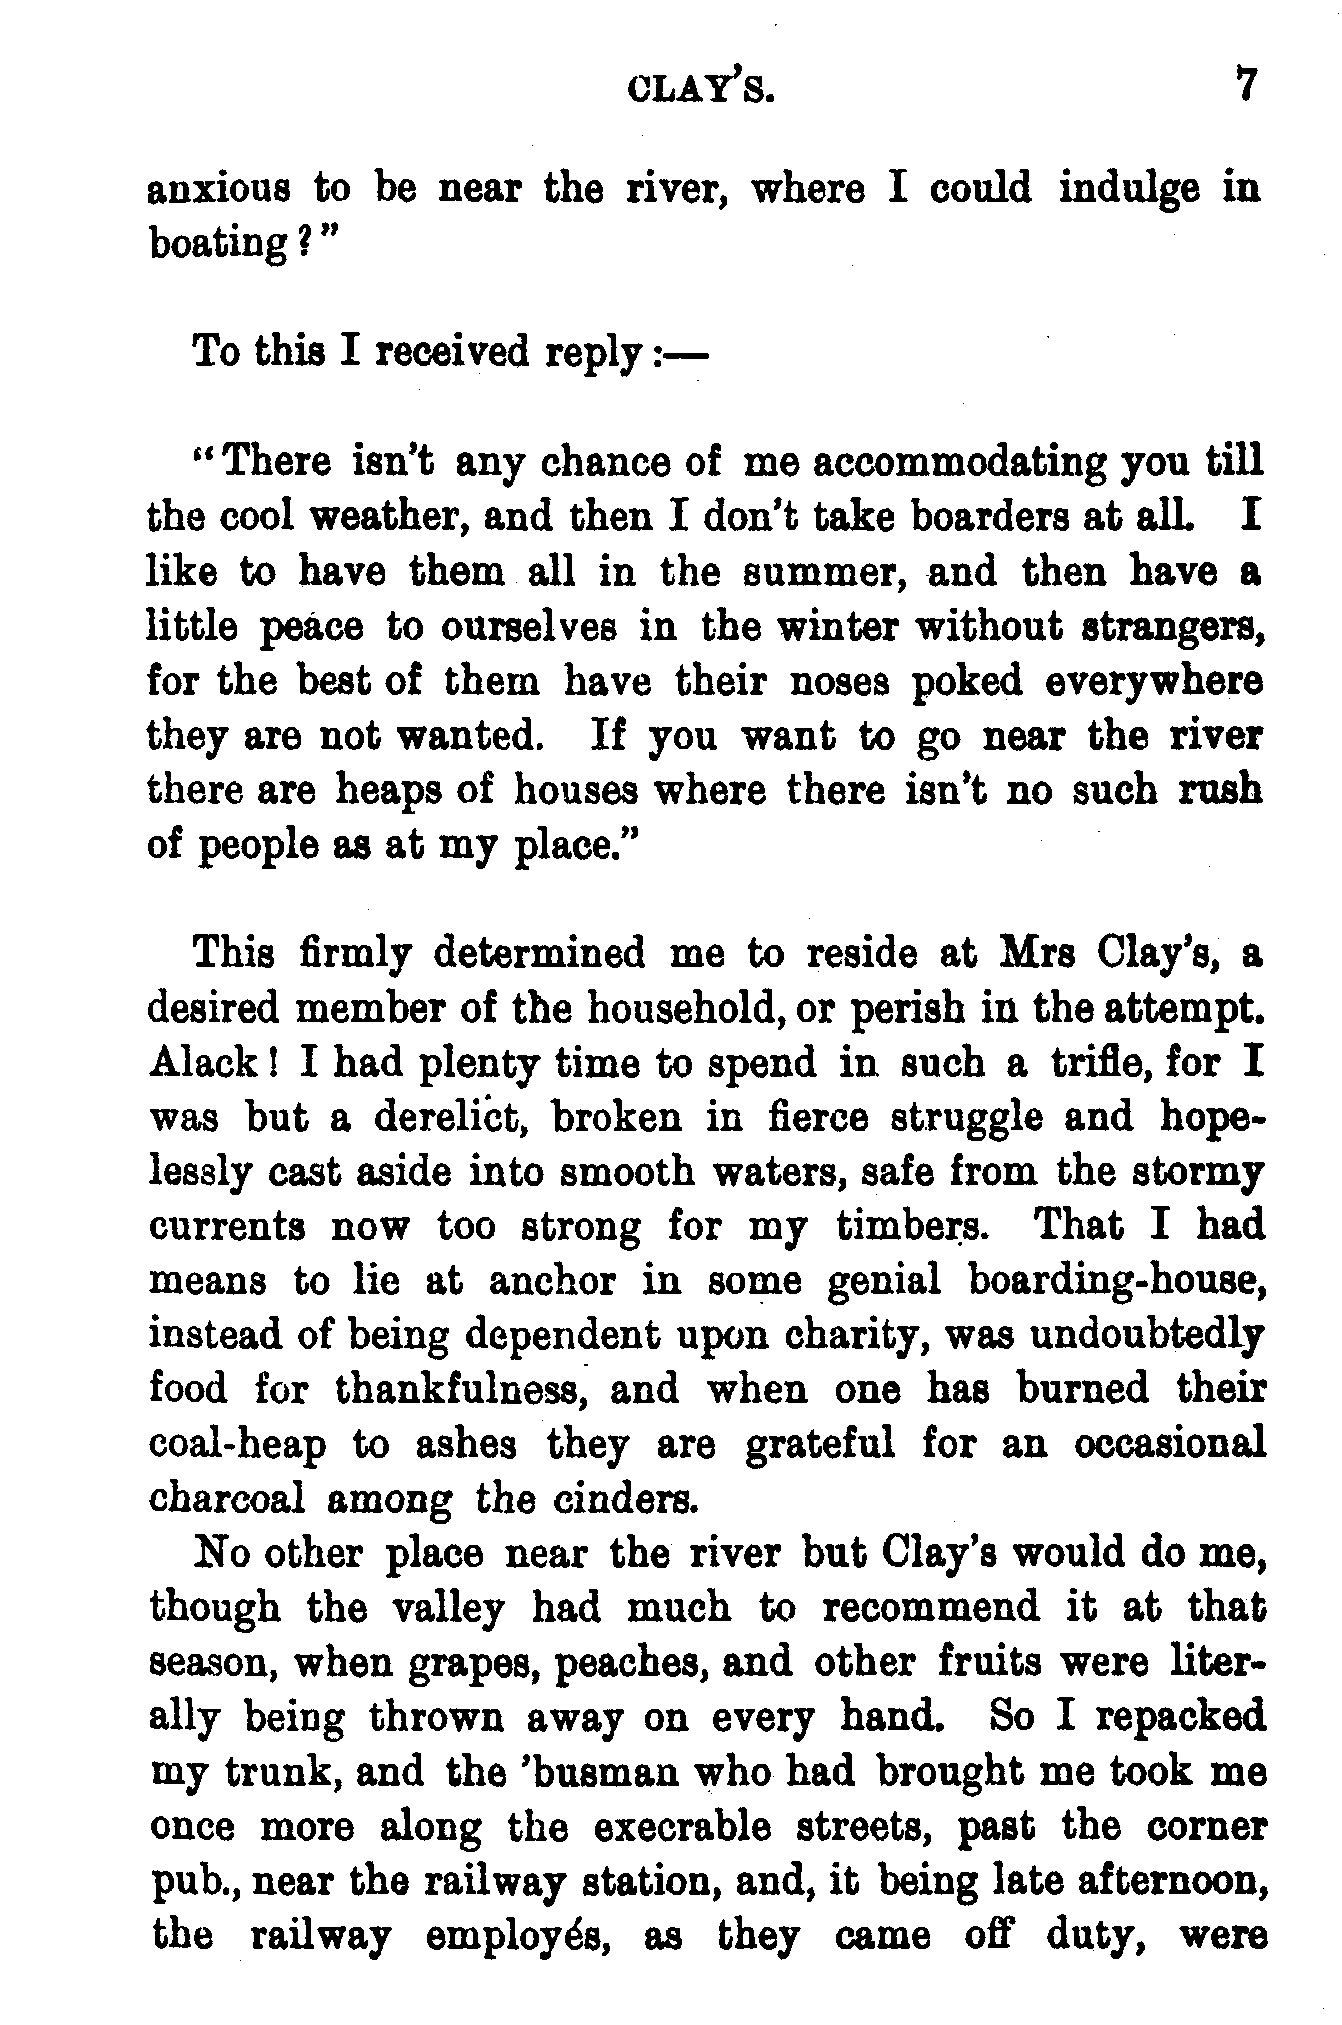 CLAY'S. 7
anxious to be near the river, where I could indulge in
boating?"
To this I received reply:—
"There isn't any chance of me accommodating you till
the cool weather, and then I don't take boarders at all. I
like to have them all in the summer, and then have a
little peace to ourselves in the winter without strangers,
for the best of them have their noses poked everywhere
they are not wanted. If you want to go near the river
there are heaps of houses where there isn't no such rush
of people as at my place."
This firmly determined me to reside at Mrs Clay's, a
desired member of the household, or perish in the attempt.
Alack! I had plenty time to spend in such a trifle, for I
was but a derelict, broken in fierce struggle and hope-
lessly cast aside into smooth waters, safe from the stormy
currents now too strong for my timbers. That I had
means to lie at anchor in some genial boarding-house,
instead of being dependent upon charity, was undoubtedly
food for thankfulness, and when one has burned their
coal-heap to ashes they are grateful for an occasional
charcoal among the cinders.
No other place near the river but Clay's would do me,
though the valley had much to recommend it at that
season, when grapes, peaches, and other fruits were liter-
ally being thrown away on every hand. So I repacked
my trunk, and the 'busman who had brought me took me
once more along the execrable streets, past the corner
pub., near the railway station, and, it being late afternoon,
the railway employés, as they came off duty, were